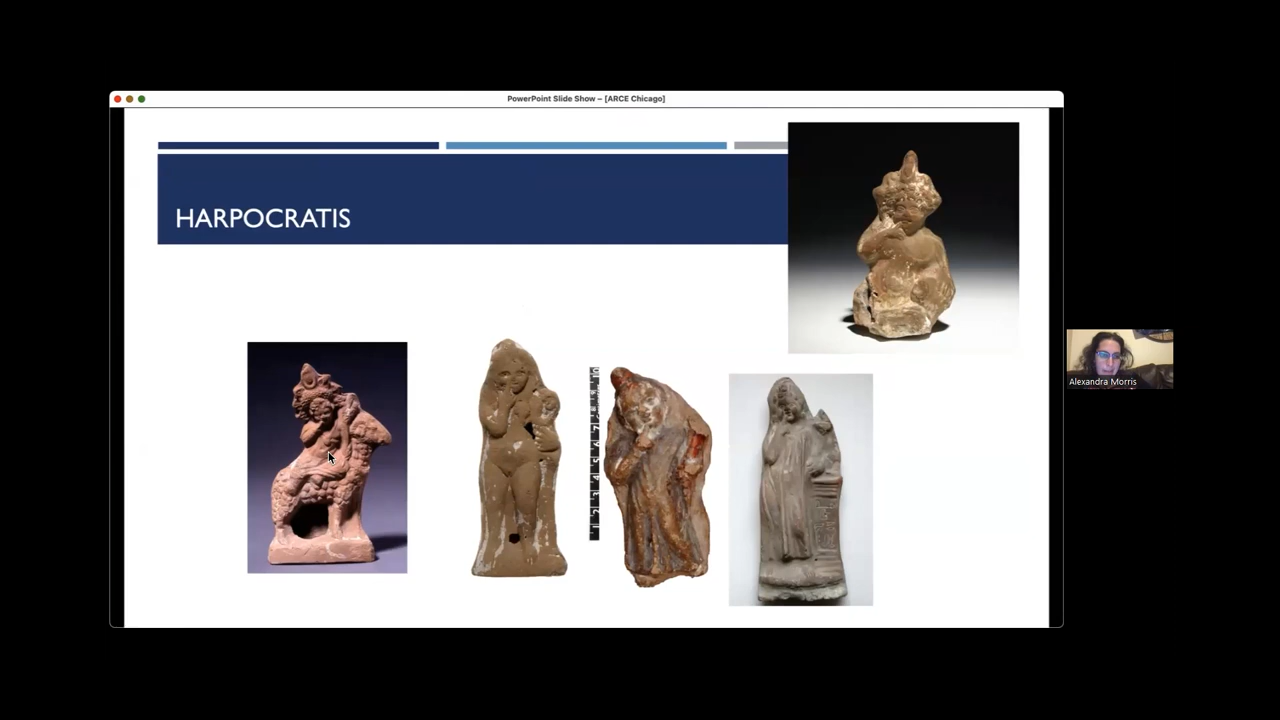 PowerPoint Slide Show – [ARCE Chicago]
HARPOCRATIS
Alexandra Morris